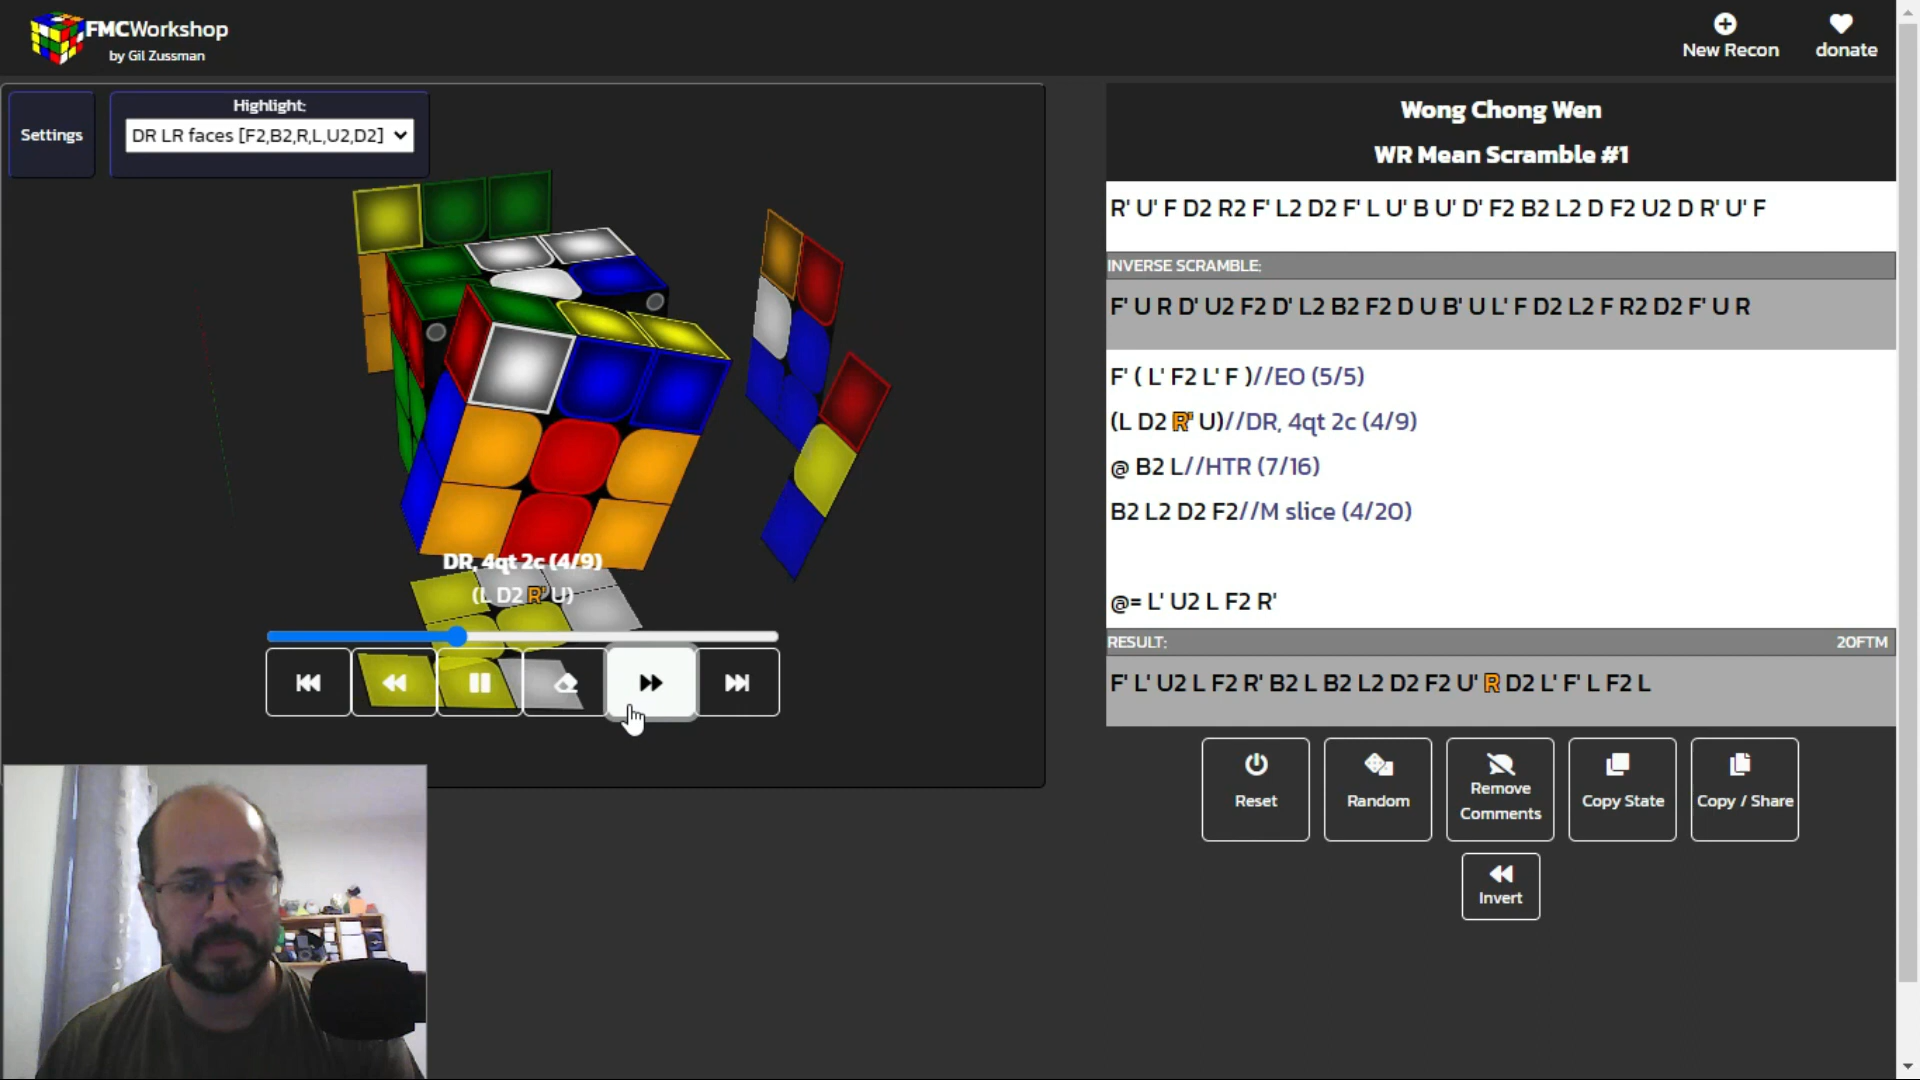 FMCWorkshop
by Gil Zussman
New Recon
donate
Settings
Highlight:
DR LR faces [F2,B2,R,L,U2,D2]
DR, 4qt 2c (4/9)
(L D2 R' U)
Wong Chong Wen
WR Mean Scramble #1
R' U' F D2 R2 F' L2 D2 F' L U' B U' D' F2 B2 L2 D F2 U2 D R' U' F
INVERSE SCRAMBLE:
F' U R D' U2 F2 D' L2 B2 F2 D U B' U L' F D2 L2 F R2 D2 F' U R
F' ( L' F2 L' F )//EO (5/5)
(L D2 R' U)//DR, 4qt 2c (4/9)
@ B2 L//HTR (7/16)
B2 L2 D2 F2//M slice (4/20)
@= L' U2 L F2 R'
RESULT:
20FTM
F' L' U2 L F2 R' B2 L B2 L2 D2 F2 U' R D2 L' F' L F2 L
Reset
Random
Remove
Comments
Copy State
Copy / Share
Invert